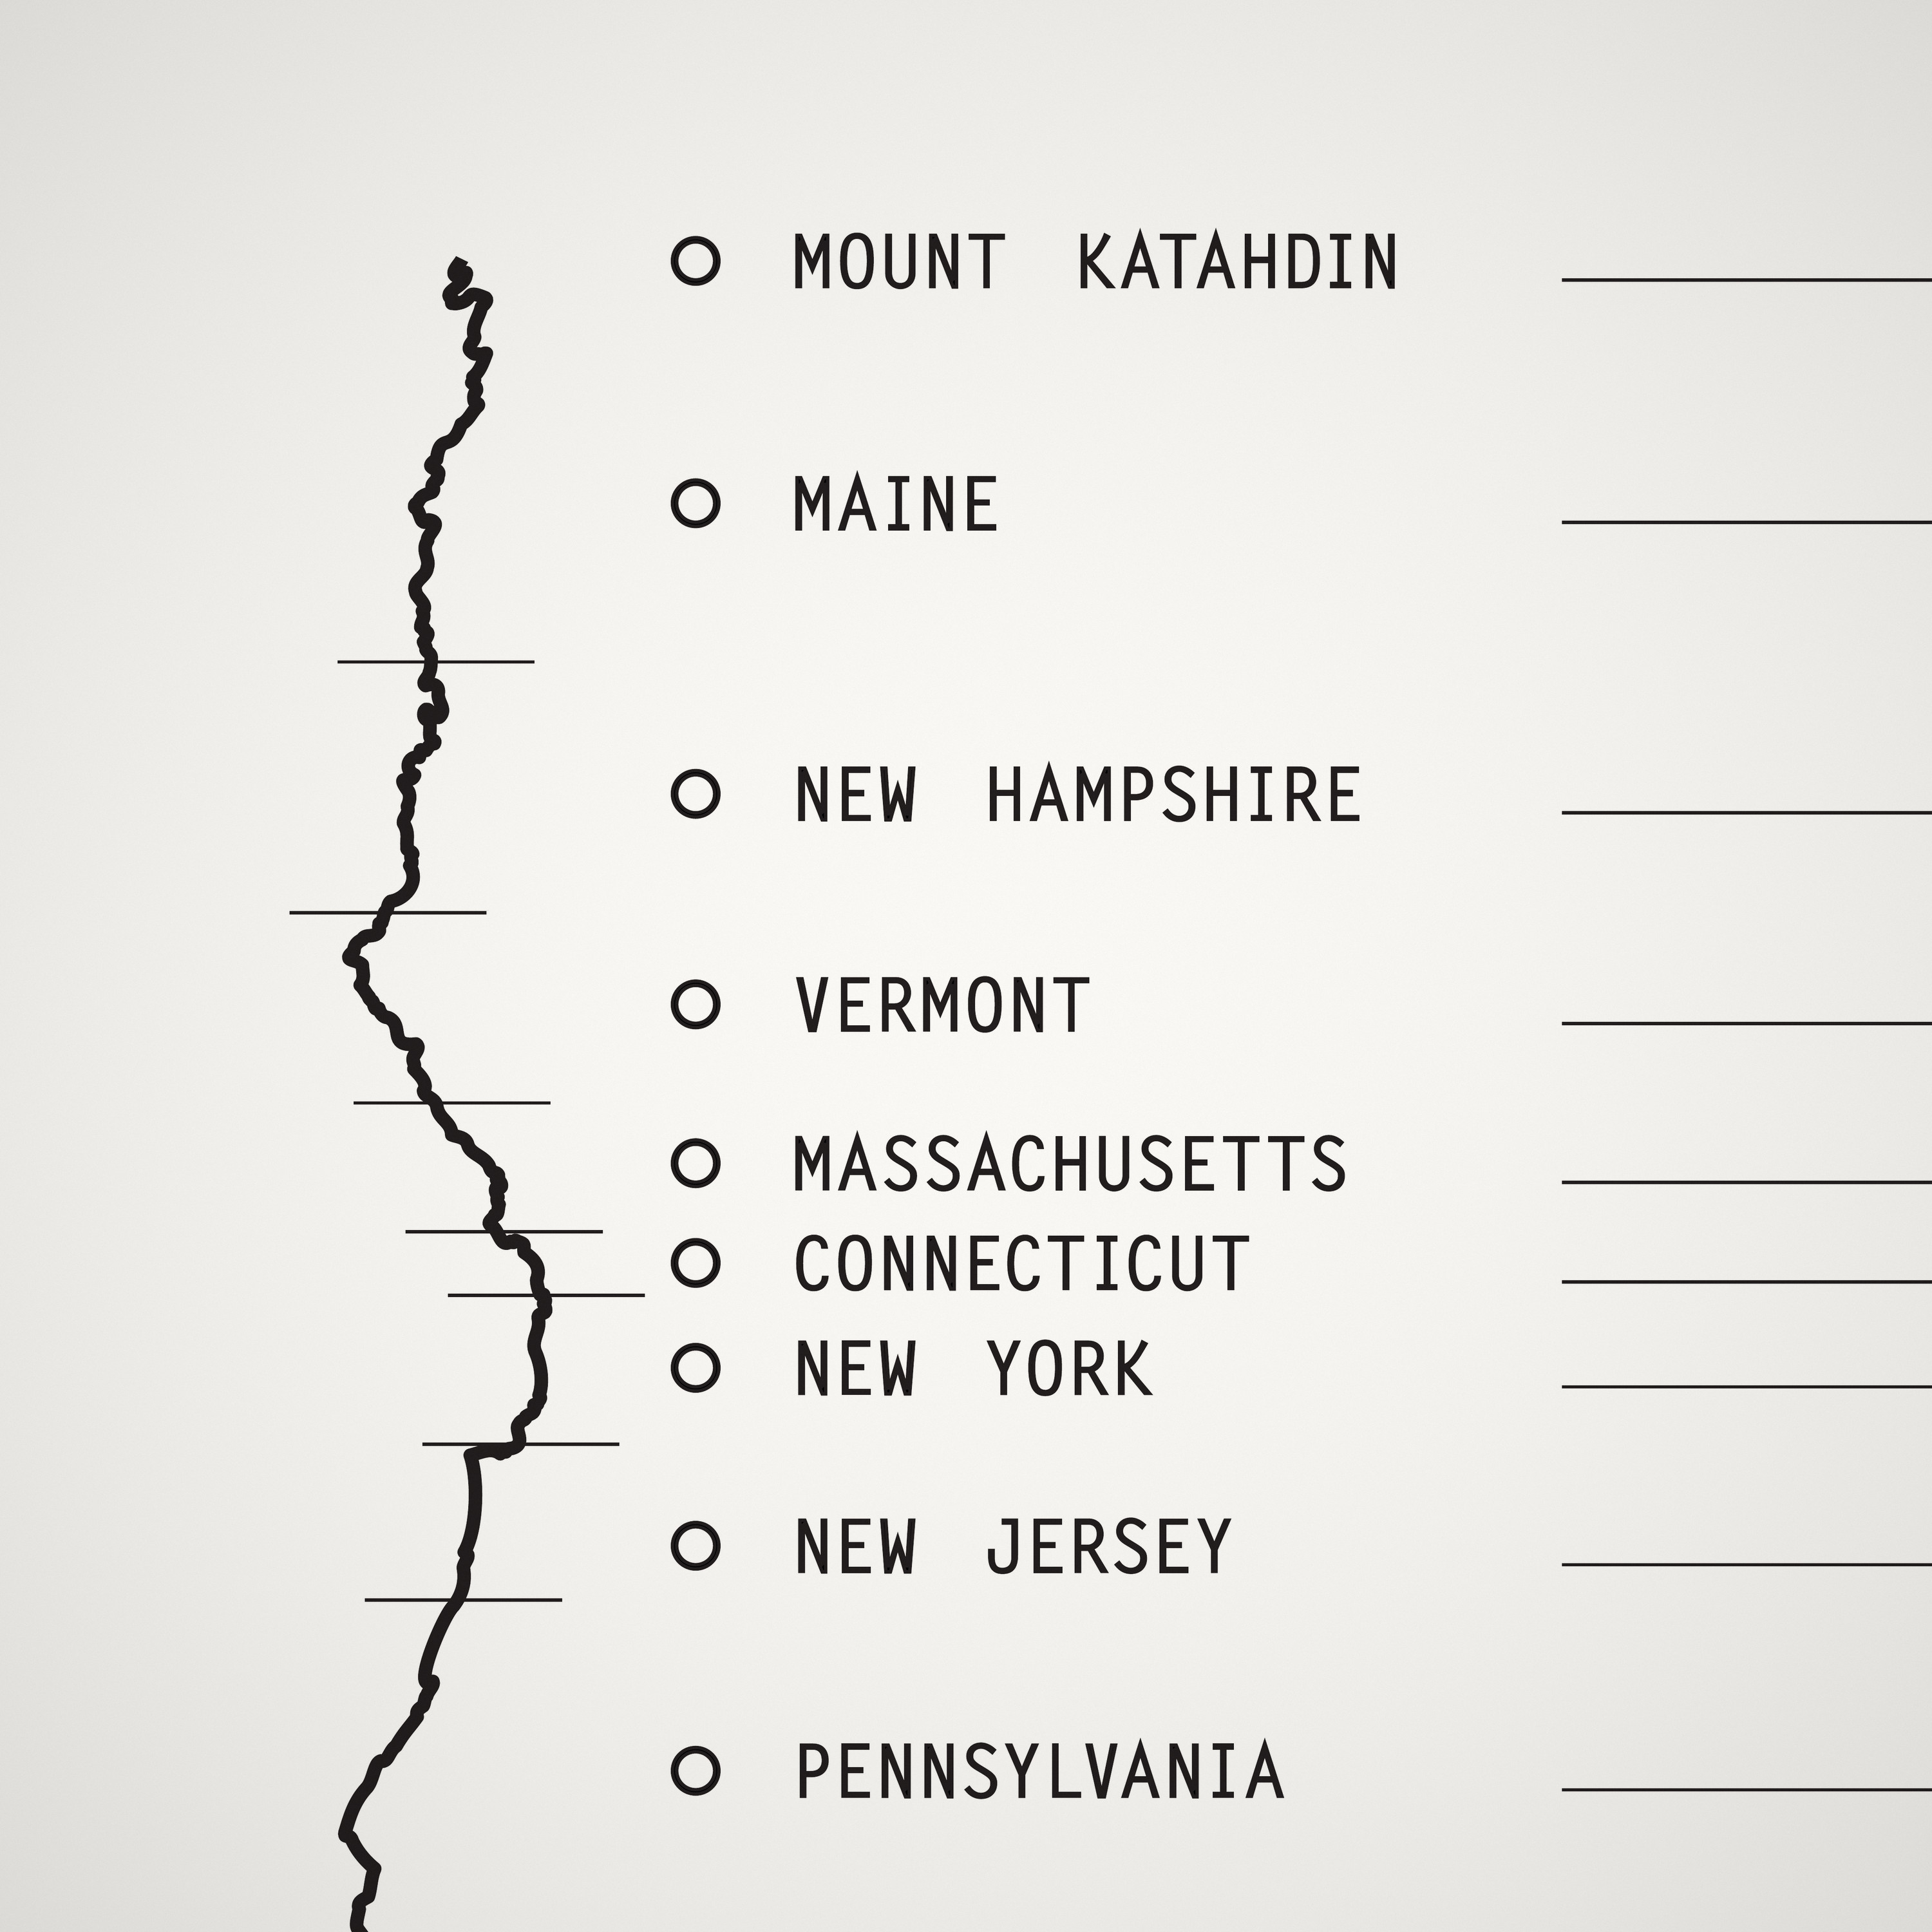 MOUNT KATAHDIN
MAINE
NEW HAMPSHIRE
VERMONT
MASSACHUSETTS
CONNECTICUT
NEW YORK
NEW JERSEY
PENNSYLVANIA